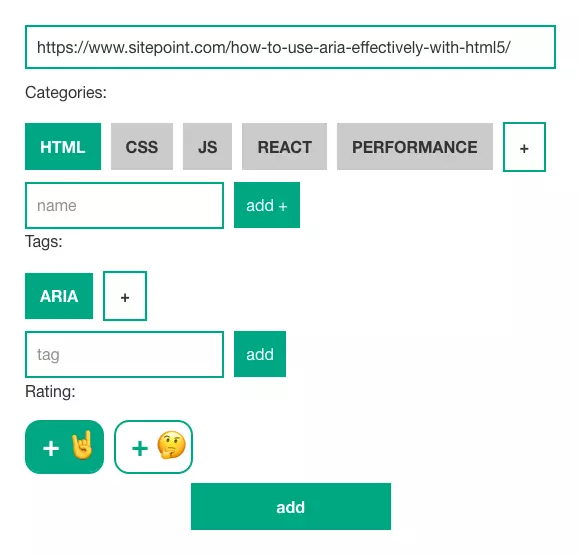 https://www.sitepoint.com/how-to-use-aria-effectively-with-html5/
Categories:
HTML CSS JS REACT PERFORMANCE +
name add +
Tags:
ARIA +
tag add
Rating:
+ 🤘 + 🤔
add